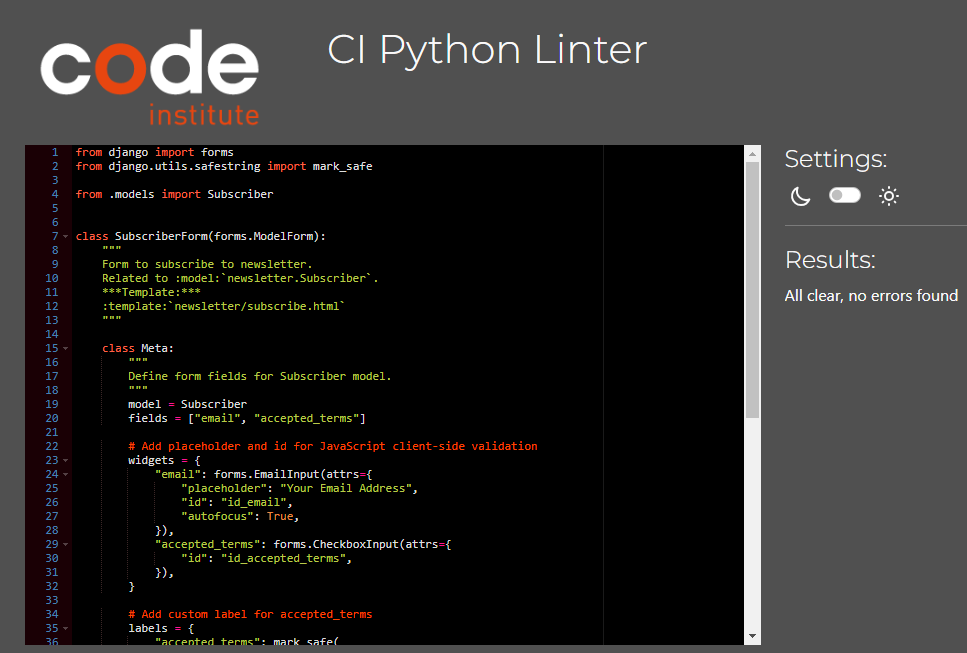 code
institute
CI Python Linter
1 from django import forms
2 from django.utils.safestring import mark_safe
3
4 from .models import Subscriber
5
6
7 class SubscriberForm(forms.ModelForm):
8     """
9     Form to subscribe to newsletter.
10     Related to :model:`newsletter.Subscriber`.
11     ***Template:***
12     :template:`newsletter/subscribe.html`
13     """
14
15     class Meta:
16         """
17         Define form fields for Subscriber model.
18         """
19         model = Subscriber
20         fields = ["email", "accepted_terms"]
21
22         # Add placeholder and id for JavaScript client-side validation
23         widgets = {
24             "email": forms.EmailInput(attrs={
25                 "placeholder": "Your Email Address",
26                 "id": "id_email",
27                 "autofocus": True,
28             }),
29             "accepted_terms": forms.CheckboxInput(attrs={
30                 "id": "id_accepted_terms",
31             }),
32         }
33
34         # Add custom label for accepted_terms
35         labels = {
36             "accepted_terms": mark_safe(
Settings:
Results:
All clear, no errors found